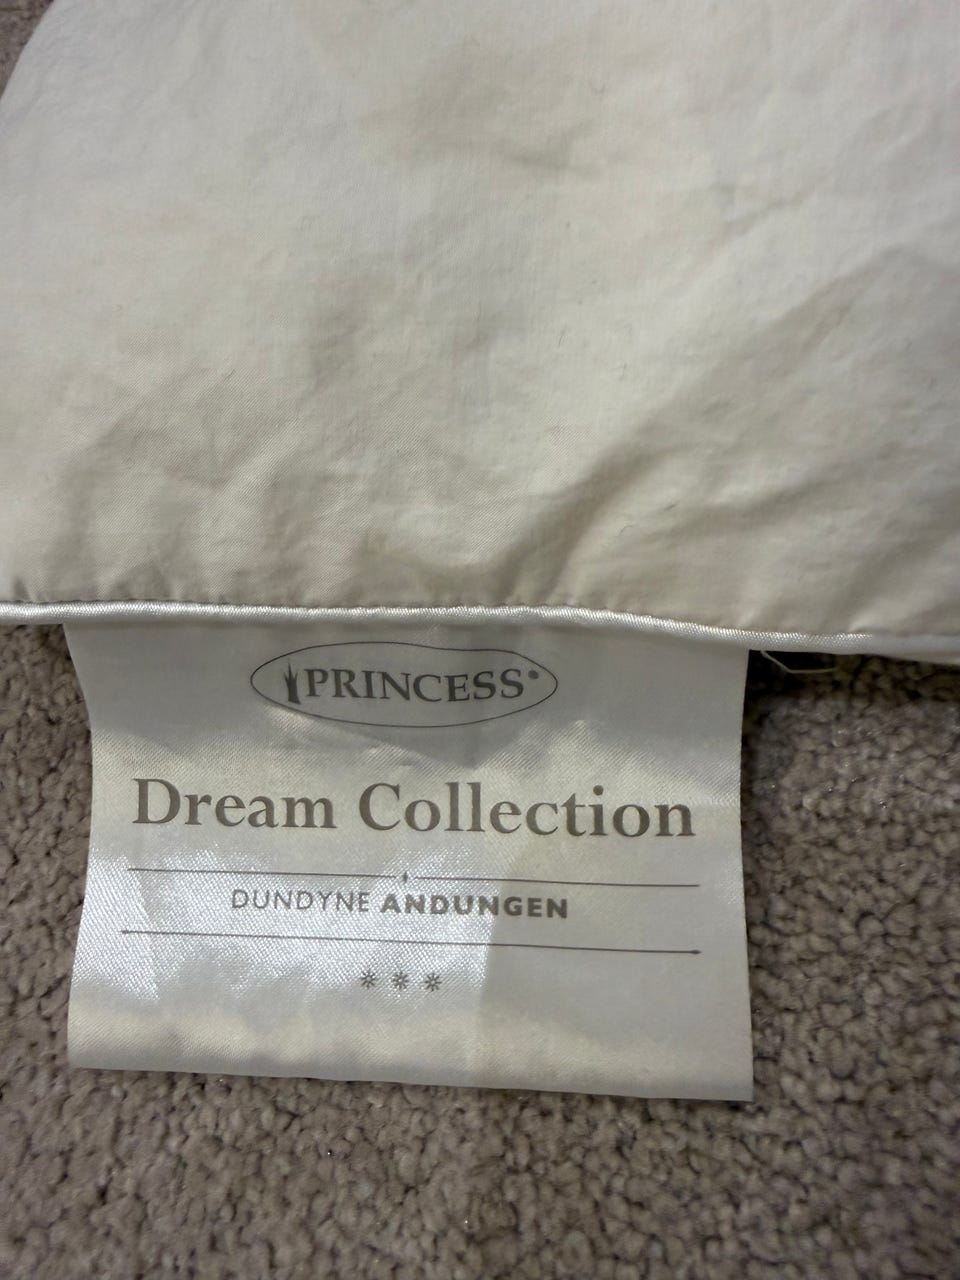 PRINCESS®
Dream Collection
DUNDYNE ANDUNGEN
***